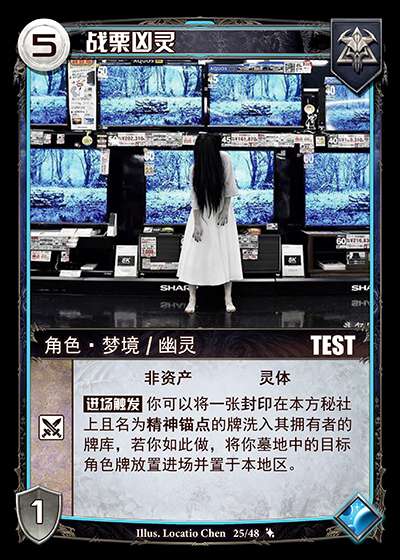 5
战栗凶灵
AQUOS
AQUOS
SHARP
角色・梦境 / 幽灵
TEST
非资产 灵体
进场触发 你可以将一张封印在本方秘社
上且名为精神锚点的牌洗入其拥有者的
牌库，若你如此做，将你墓地中的目标
角色牌放置进场并置于本地区。
1
Illus. Locatio Chen 25/48